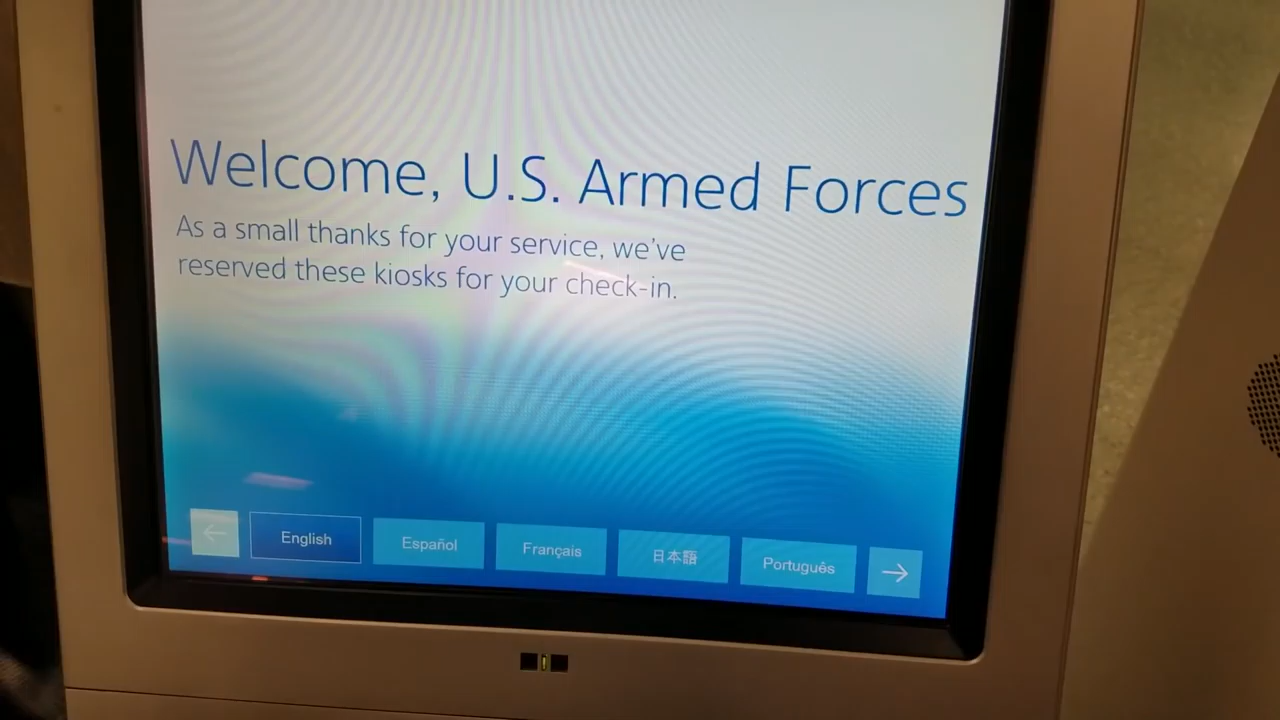 Welcome, U.S. Armed Forces
As a small thanks for your service, we've
reserved these kiosks for your check-in.
English
Español
Français
日本語
Português